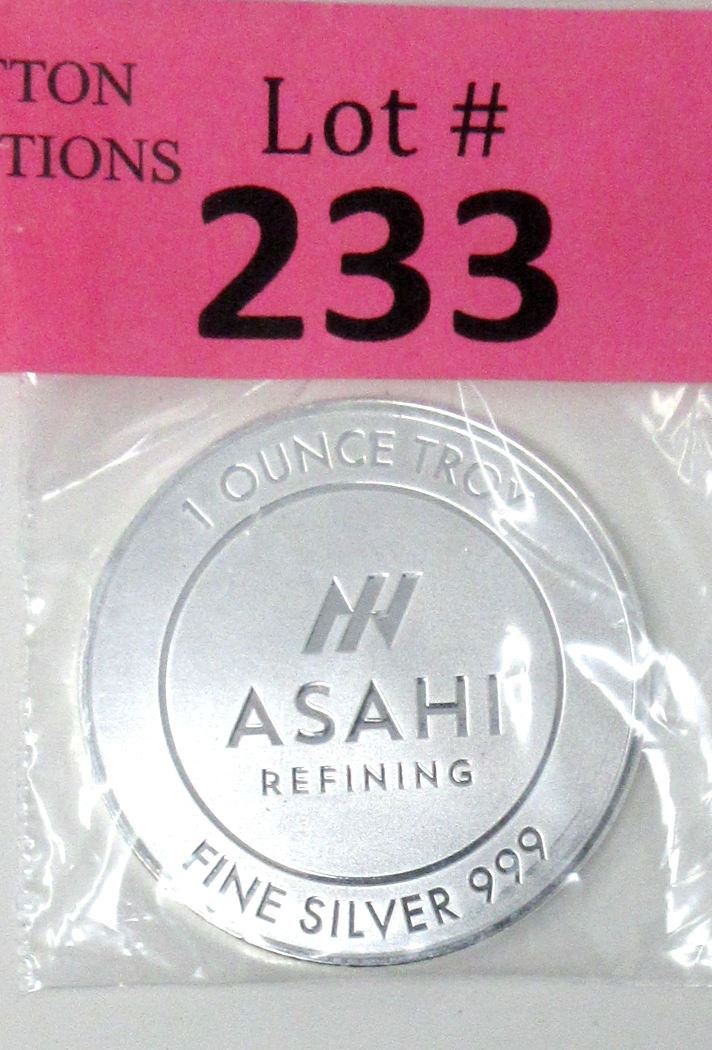 TTON
TIONS
Lot #
233
1 OUNCE TROY
ASAHI
REFINING
FINE SILVER 999